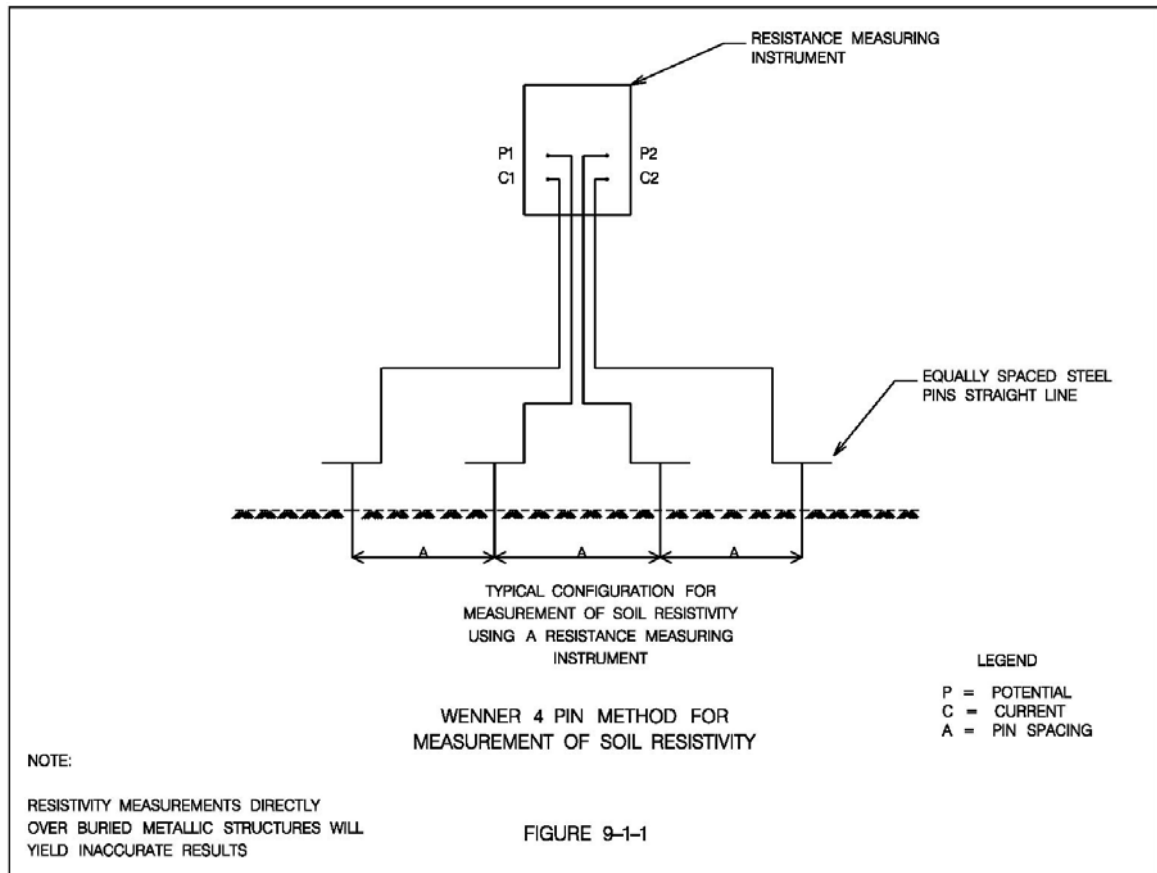 RESISTANCE MEASURING
INSTRUMENT
P1
P2
C1
C2
EQUALLY SPACED STEEL
PINS STRAIGHT LINE
A
A
A
TYPICAL CONFIGURATION FOR
MEASUREMENT OF SOIL RESISTIVITY
USING A RESISTANCE MEASURING
INSTRUMENT
LEGEND
P = POTENTIAL
C = CURRENT
A = PIN SPACING
WENNER 4 PIN METHOD FOR
MEASUREMENT OF SOIL RESISTIVITY
NOTE:
RESISTIVITY MEASUREMENTS DIRECTLY
OVER BURIED METALLIC STRUCTURES WILL
YIELD INACCURATE RESULTS
FIGURE 9-1-1